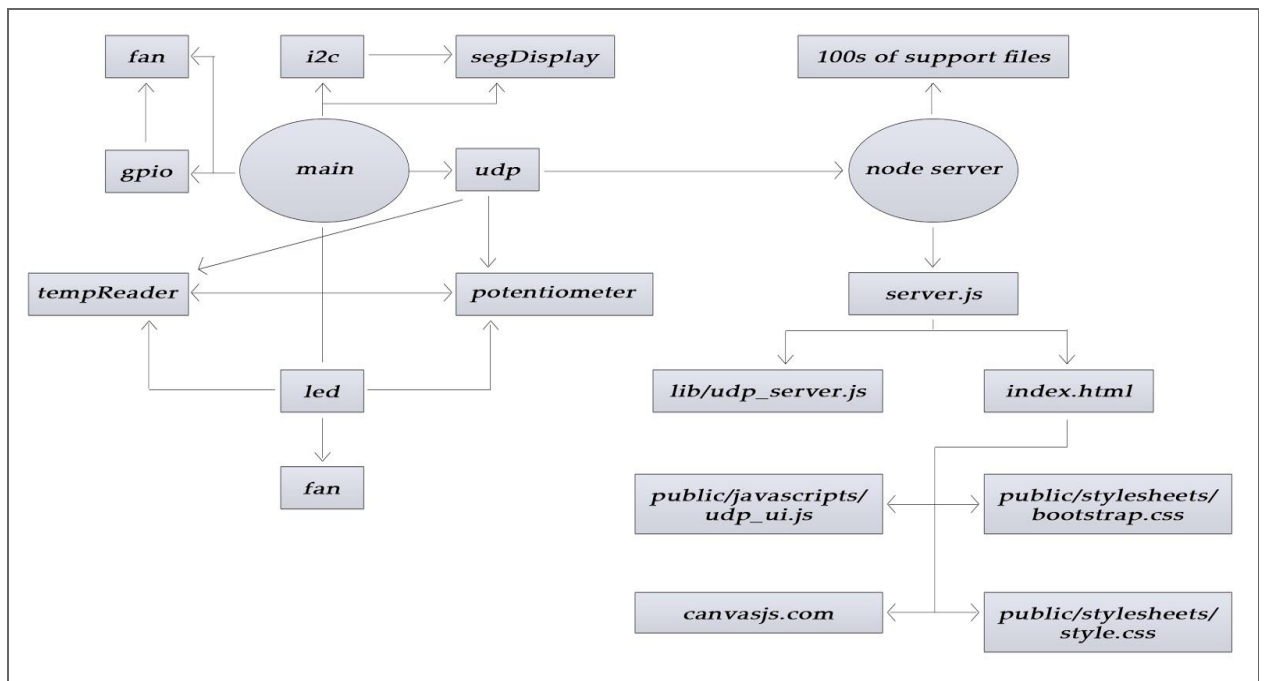 fan
i2c
segDisplay
100s of support files
gpio
main
udp
node server
tempReader
potentiometer
server.js
led
lib/udp_server.js
index.html
fan
public/javascripts/
udp_ui.js
public/stylesheets/
bootstrap.css
canvasjs.com
public/stylesheets/
style.css